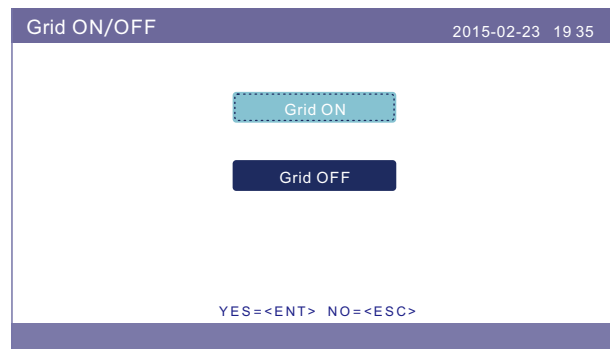 Grid ON/OFF 2015-02-23 19 35
Grid ON
Grid OFF
YES=<ENT> NO=<ESC>